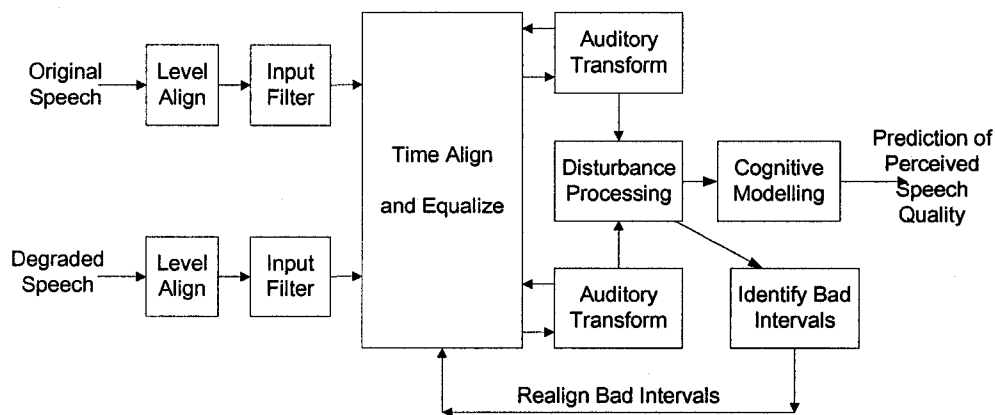 Original
Speech
Level
Align
Input
Filter
Time Align
and Equalize
Auditory
Transform
Disturbance
Processing
Cognitive
Modelling
Prediction of
Perceived
Speech
Quality
Degraded
Speech
Level
Align
Input
Filter
Auditory
Transform
Identify Bad
Intervals
Realign Bad Intervals